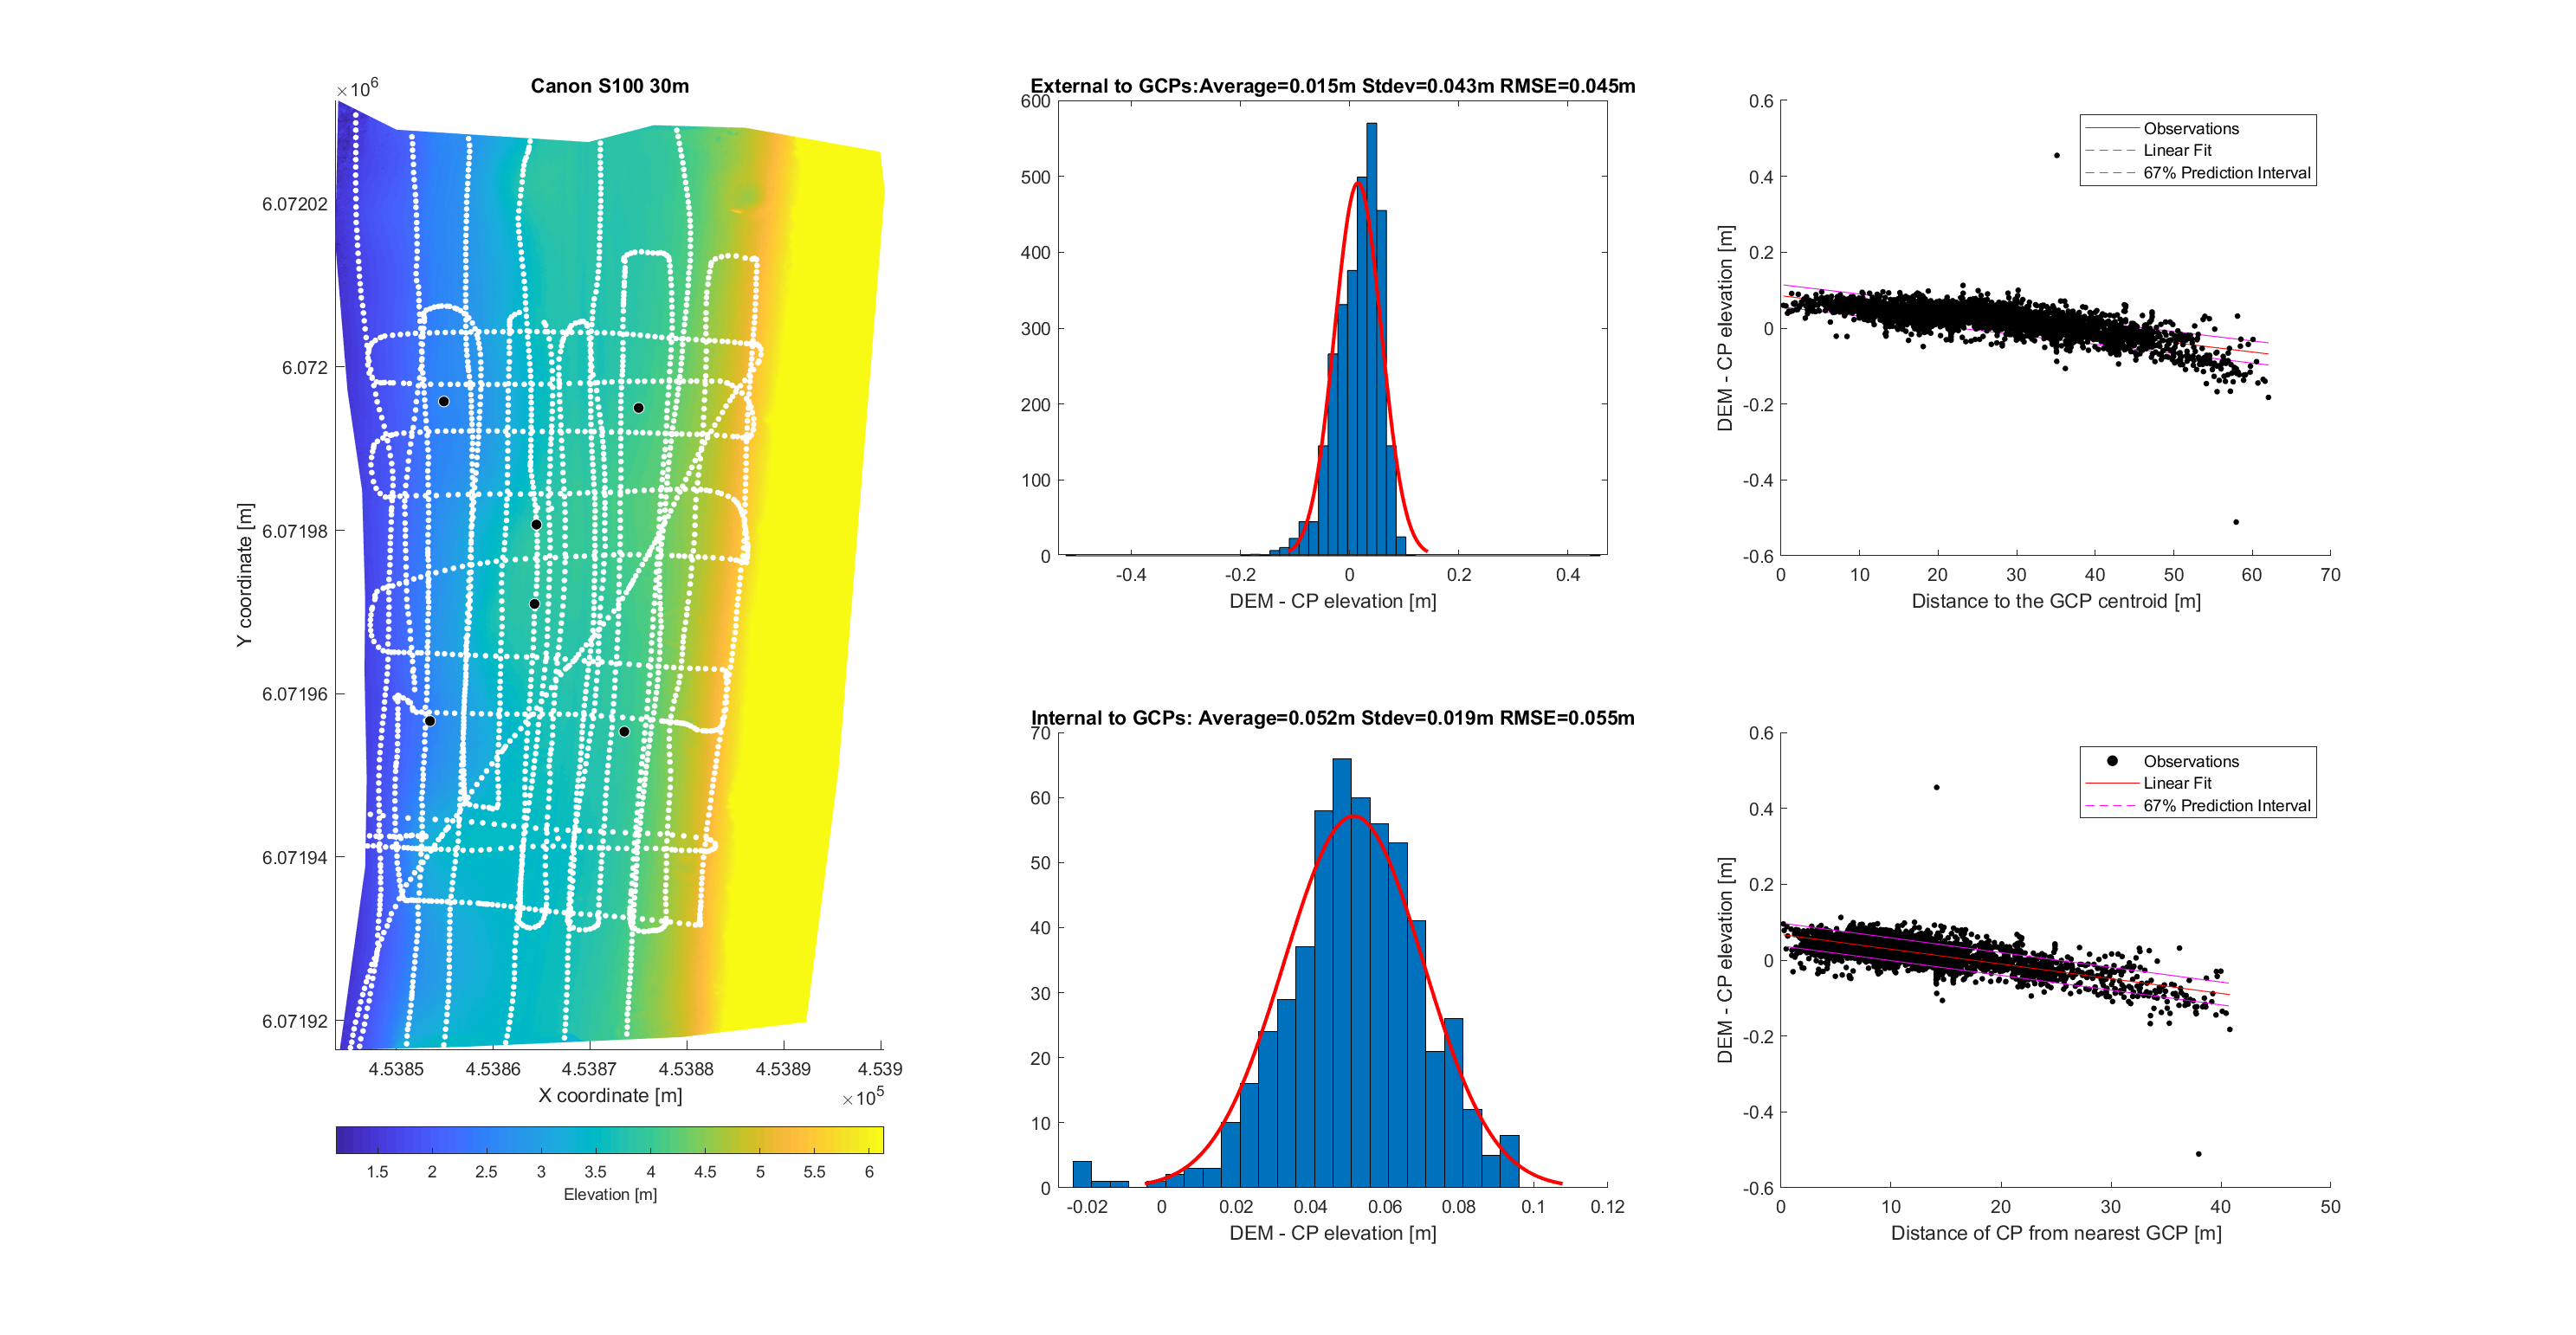 Canon S100 30m
×10⁶
6.07202
6.072
6.07198
6.07196
6.07194
6.07192
Y coordinate [m]
4.5385 4.5386 4.5387 4.5388 4.5389 4.539
X coordinate [m]
×10⁵
1.5 2 2.5 3 3.5 4 4.5 5 5.5 6
Elevation [m]
External to GCPs:Average=0.015m Stdev=0.043m RMSE=0.045m
600
500
400
300
200
100
0
-0.4 -0.2 0 0.2 0.4
DEM - CP elevation [m]
0.6
0.4
0.2
0
-0.2
-0.4
-0.6
DEM - CP elevation [m]
Observations
Linear Fit
67% Prediction Interval
0 10 20 30 40 50 60 70
Distance to the GCP centroid [m]
Internal to GCPs: Average=0.052m Stdev=0.019m RMSE=0.055m
70
60
50
40
30
20
10
0
-0.02 0 0.02 0.04 0.06 0.08 0.1 0.12
DEM - CP elevation [m]
0.6
0.4
0.2
0
-0.2
-0.4
-0.6
DEM - CP elevation [m]
Observations
Linear Fit
67% Prediction Interval
0 10 20 30 40 50
Distance of CP from nearest GCP [m]